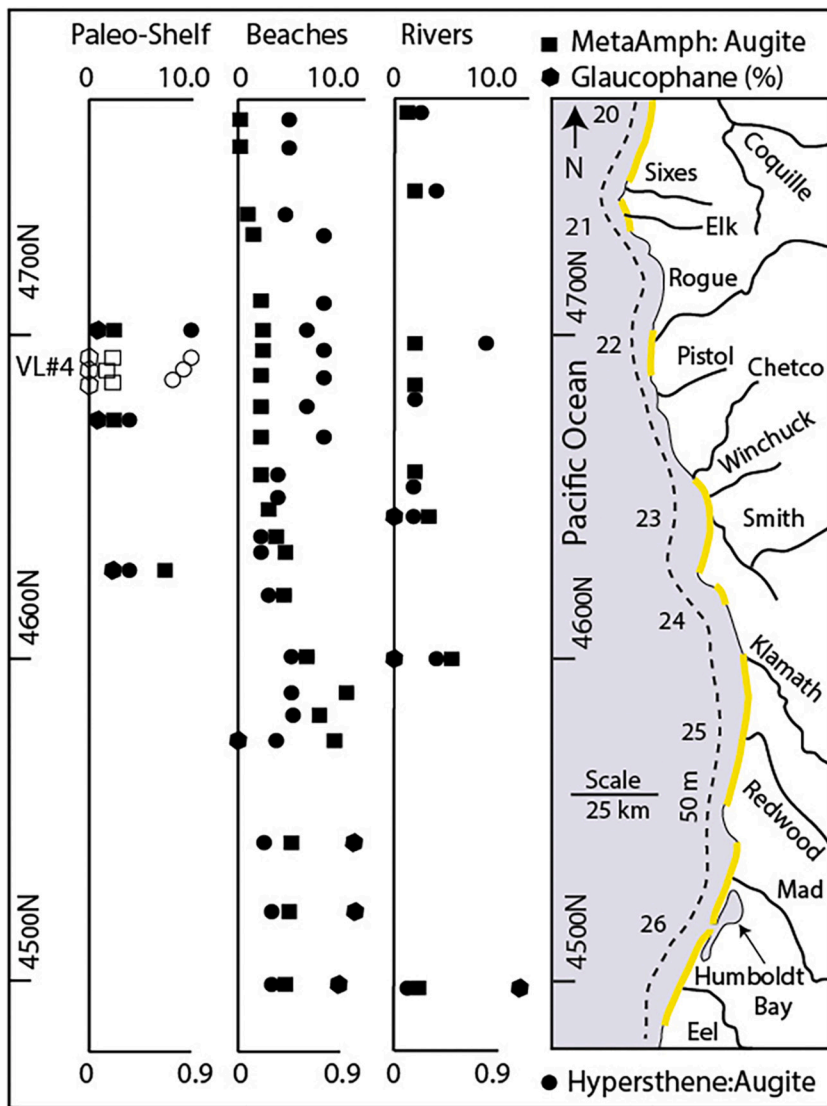 Paleo-Shelf Beaches Rivers
■ MetaAmph: Augite
⬢ Glaucophane (%)
0 10.0 0 10.0 0 10.0
20
N
Coquille
Sixes
21
Elk
4700N
4700N
Rogue
VL#4
22
Pistol
Chetco
Pacific Ocean
Winchuck
23
Smith
4600N
24
Klamath
25
Scale
25 km
50 m
Redwood
Mad
4500N
4500N
26
Humboldt
Bay
Eel
0 0.9 0 0.9 0 0.9
● Hypersthene:Augite